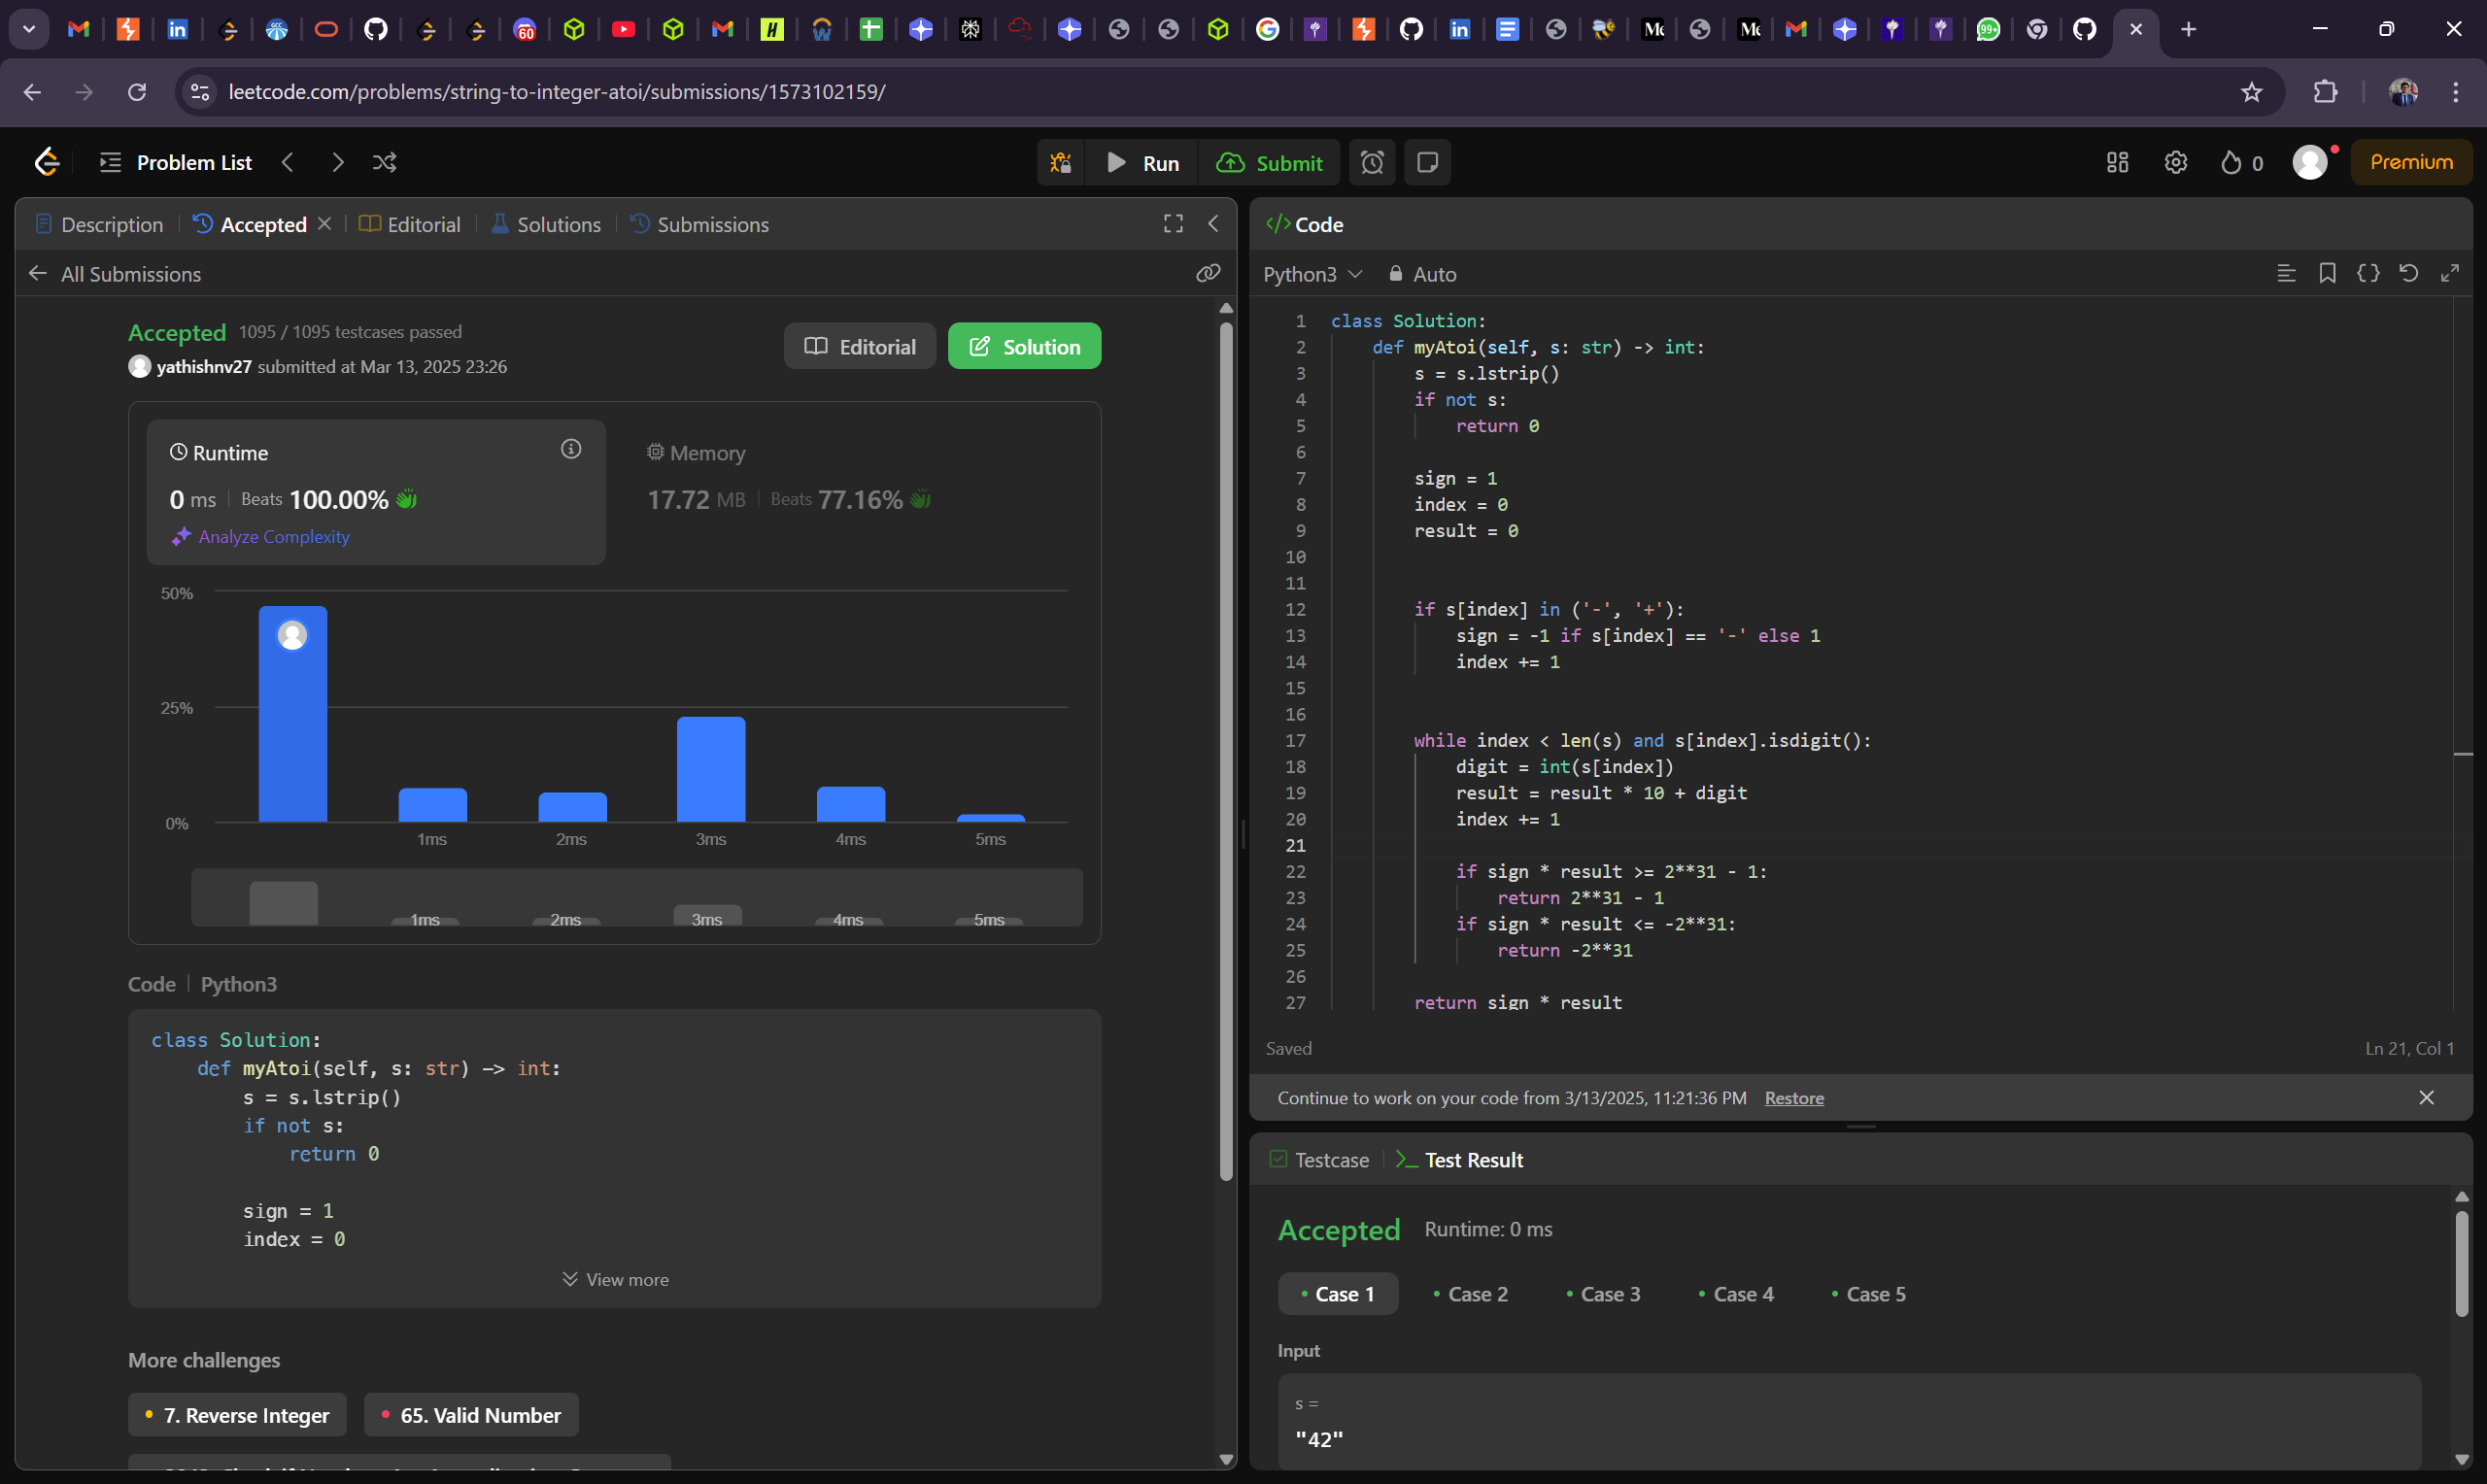 leetcode.com/problems/string-to-integer-atoi/submissions/1573102159/
Problem List
Run
Submit
0
Premium
Description
Accepted
Editorial
Solutions
Submissions
All Submissions
Accepted 1095 / 1095 testcases passed
yathishnv27 submitted at Mar 13, 2025 23:26
Editorial
Solution
Runtime
0 ms Beats 100.00%
Analyze Complexity
Memory
17.72 MB Beats 77.16%
50%
25%
0%
1ms 2ms 3ms 4ms 5ms
1ms 2ms 3ms 4ms 5ms
Code Python3
class Solution:
    def myAtoi(self, s: str) -> int:
        s = s.lstrip()
        if not s:
            return 0
        sign = 1
        index = 0
View more
More challenges
7. Reverse Integer
65. Valid Number
</> Code
Python3 Auto
1 class Solution:
2     def myAtoi(self, s: str) -> int:
3         s = s.lstrip()
4         if not s:
5             return 0
6
7         sign = 1
8         index = 0
9         result = 0
10
11
12         if s[index] in ('-', '+'):
13             sign = -1 if s[index] == '-' else 1
14             index += 1
15
16
17         while index < len(s) and s[index].isdigit():
18             digit = int(s[index])
19             result = result * 10 + digit
20             index += 1
21
22             if sign * result >= 2**31 - 1:
23                 return 2**31 - 1
24             if sign * result <= -2**31:
25                 return -2**31
26
27         return sign * result
Saved
Ln 21, Col 1
Continue to work on your code from 3/13/2025, 11:21:36 PM Restore
Testcase
Test Result
Accepted Runtime: 0 ms
Case 1
Case 2
Case 3
Case 4
Case 5
Input
s =
"42"